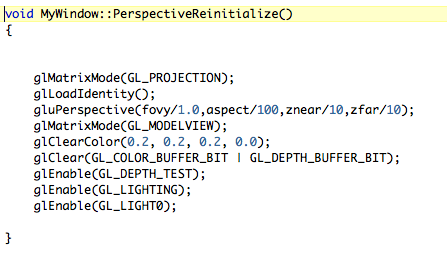 void MyWindow::PerspectiveReinitialize()
{
glMatrixMode(GL_PROJECTION);
glLoadIdentity();
gluPerspective(fovy/1.0,aspect/100,znear/10,zfar/10);
glMatrixMode(GL_MODELVIEW);
glClearColor(0.2, 0.2, 0.2, 0.0);
glClear(GL_COLOR_BUFFER_BIT | GL_DEPTH_BUFFER_BIT);
glEnable(GL_DEPTH_TEST);
glEnable(GL_LIGHTING);
glEnable(GL_LIGHT0);
}